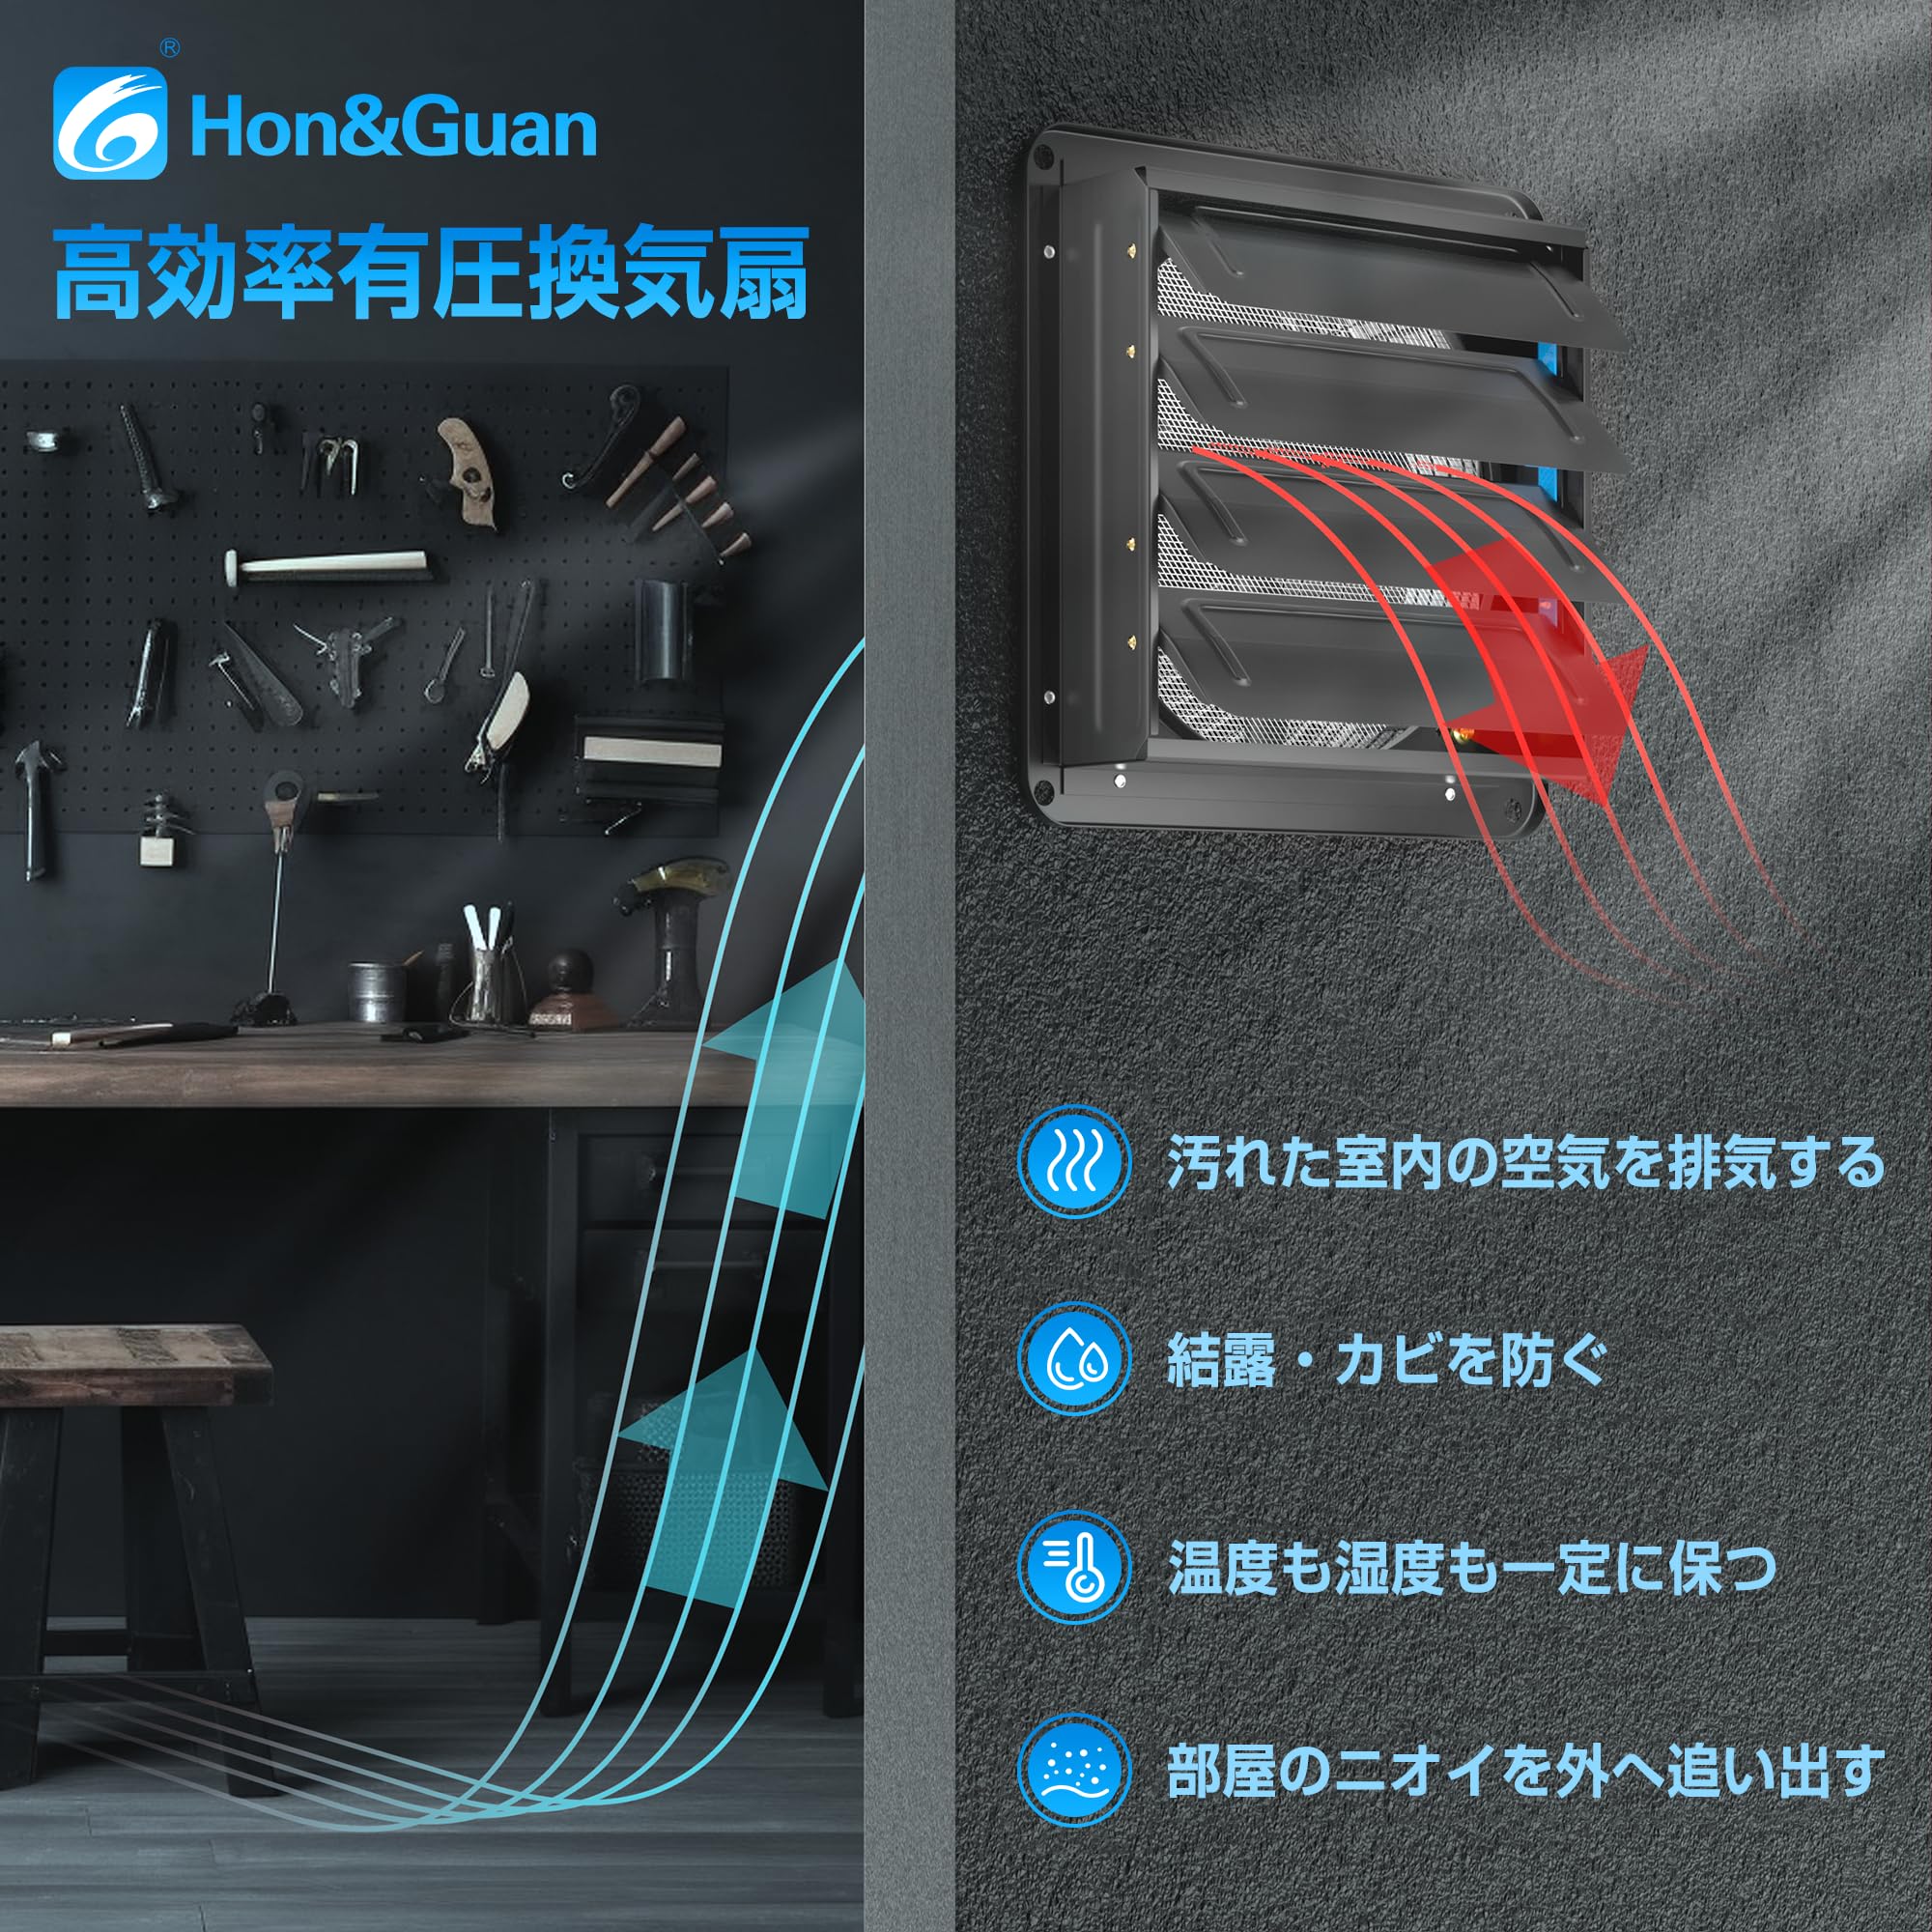 ®
Hon&Guan
高効率有圧換気扇
汚れた室内の空気を排気する
結露・カビを防ぐ
温度も湿度も一定に保つ
部屋のニオイを外へ追い出す